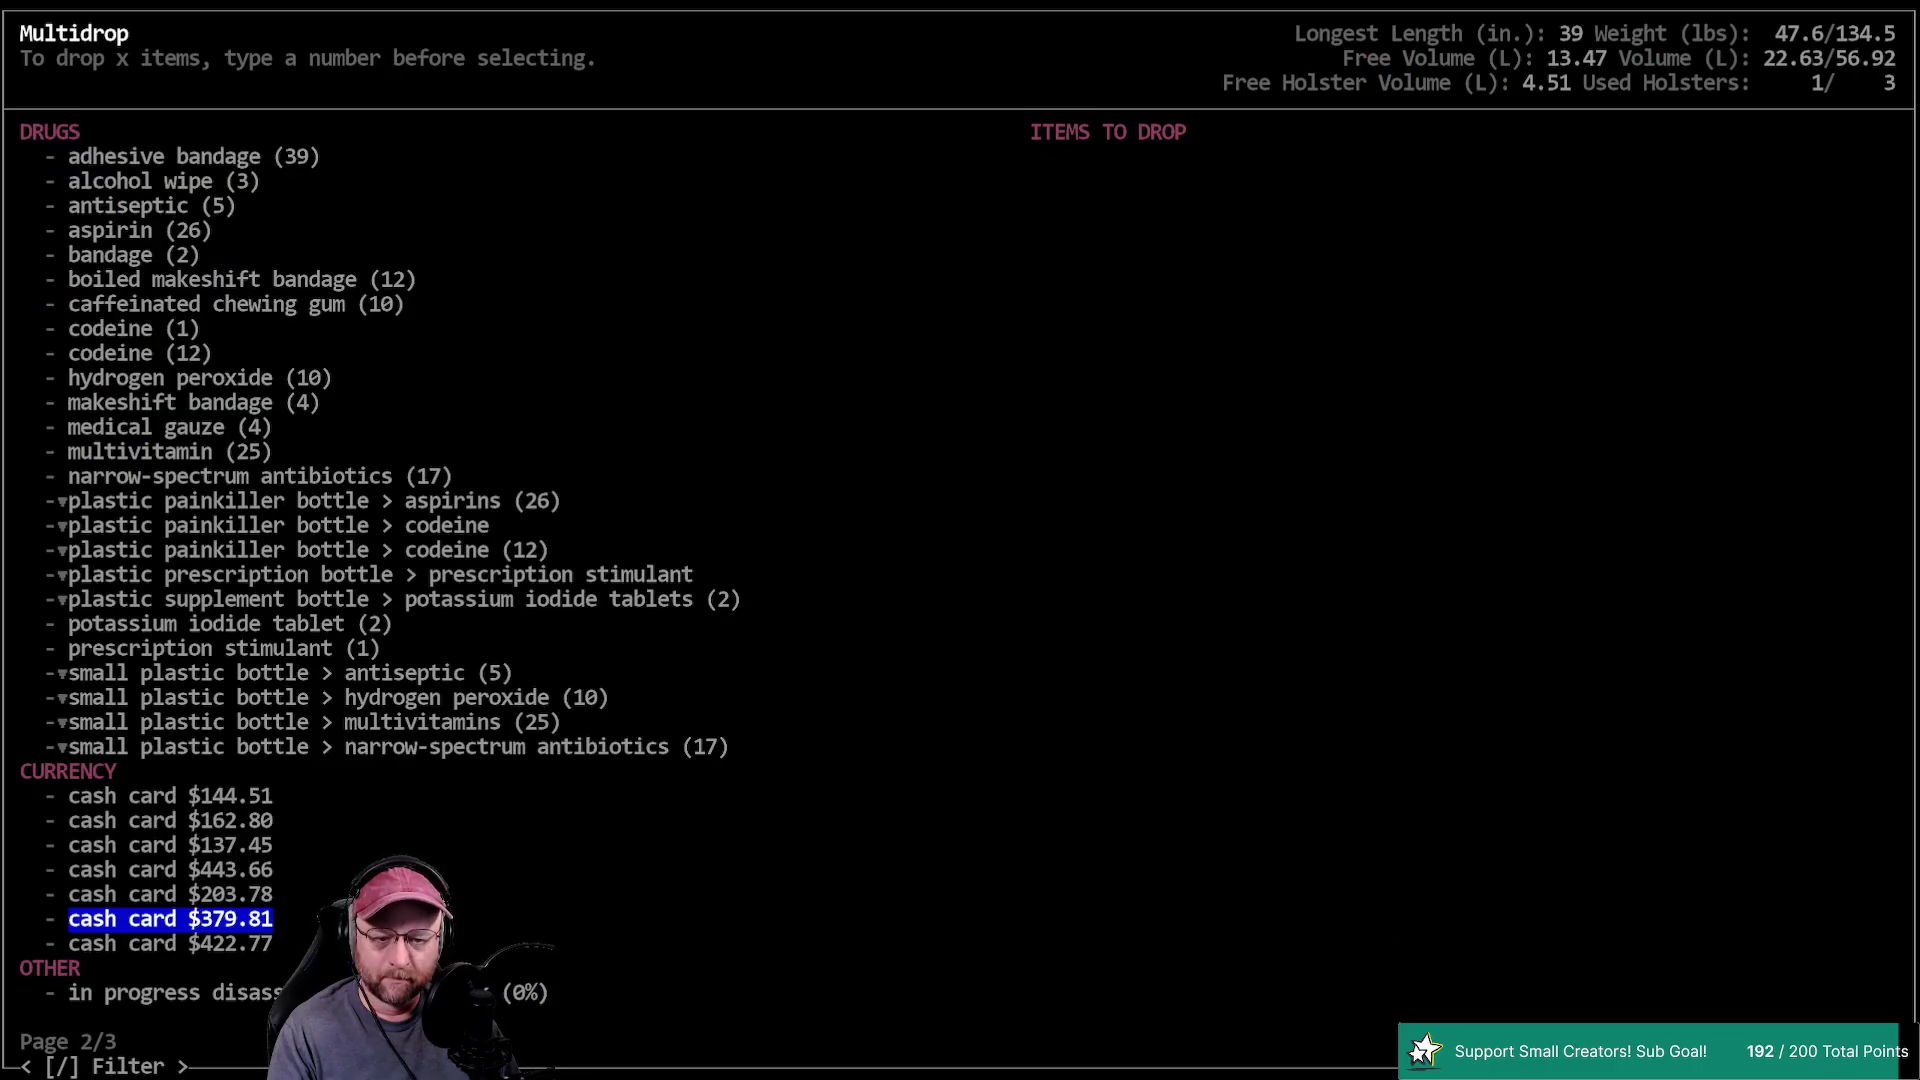 Multidrop
To drop x items, type a number before selecting.
Longest Length (in.): 39 Weight (lbs): 47.6/134.5
Free Volume (L): 13.47 Volume (L): 22.63/56.92
Free Holster Volume (L): 4.51 Used Holsters: 1/ 3
DRUGS
- adhesive bandage (39)
- alcohol wipe (3)
- antiseptic (5)
- aspirin (26)
- bandage (2)
- boiled makeshift bandage (12)
- caffeinated chewing gum (10)
- codeine (1)
- codeine (12)
- hydrogen peroxide (10)
- makeshift bandage (4)
- medical gauze (4)
- multivitamin (25)
- narrow-spectrum antibiotics (17)
-▾plastic painkiller bottle > aspirins (26)
-▾plastic painkiller bottle > codeine
-▾plastic painkiller bottle > codeine (12)
-▾plastic prescription bottle > prescription stimulant
-▾plastic supplement bottle > potassium iodide tablets (2)
- potassium iodide tablet (2)
- prescription stimulant (1)
-▾small plastic bottle > antiseptic (5)
-▾small plastic bottle > hydrogen peroxide (10)
-▾small plastic bottle > multivitamins (25)
-▾small plastic bottle > narrow-spectrum antibiotics (17)
CURRENCY
- cash card $144.51
- cash card $162.80
- cash card $137.45
- cash card $443.66
- cash card $203.78
- cash card $379.81
- cash card $422.77
OTHER
- in progress disass (0%)
Page 2/3
< [/] Filter >
ITEMS TO DROP
Support Small Creators! Sub Goal! 192 / 200 Total Points